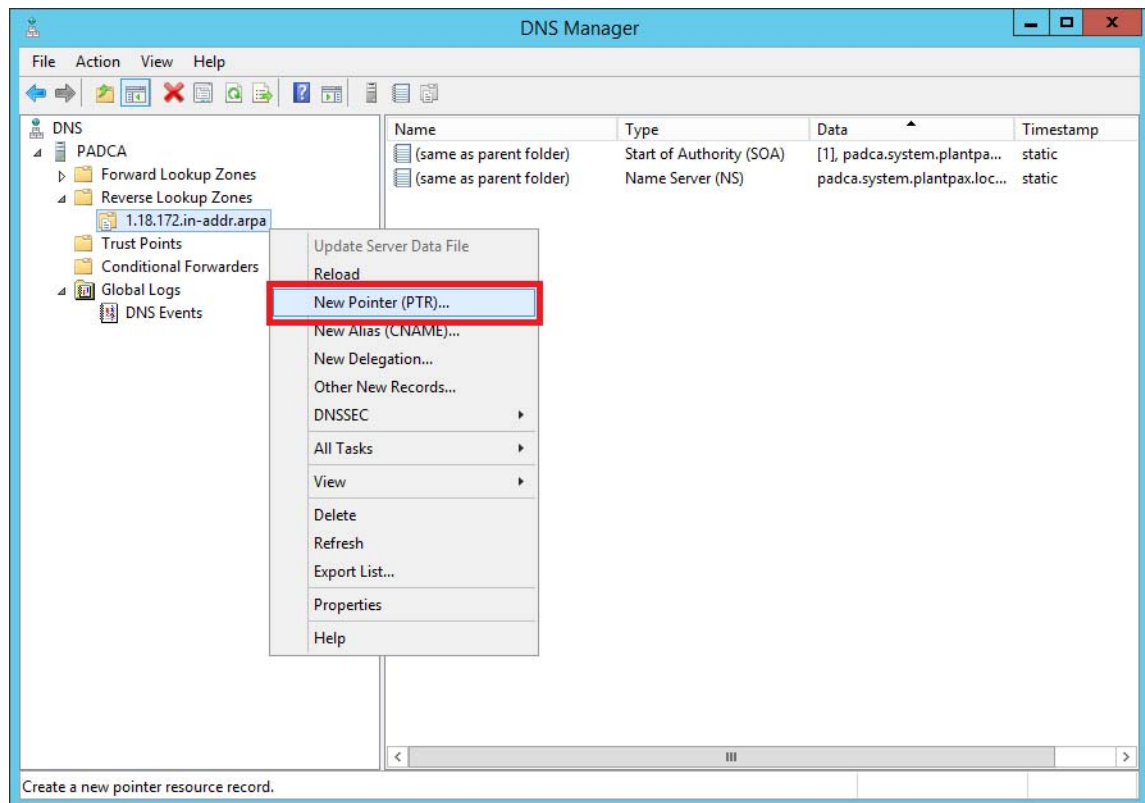 DNS Manager
File Action View Help
DNS
PADCA
Forward Lookup Zones
Reverse Lookup Zones
1.18.172.in-addr.arpa
Trust Points
Conditional Forwarders
Global Logs
DNS Events
Name Type Data Timestamp
(same as parent folder) Start of Authority (SOA) [1], padca.system.plantpa... static
(same as parent folder) Name Server (NS) padca.system.plantpax.loc... static
Update Server Data File
Reload
New Pointer (PTR)...
New Alias (CNAME)...
New Delegation...
Other New Records...
DNSSEC
All Tasks
View
Delete
Refresh
Export List...
Properties
Help
Create a new pointer resource record.